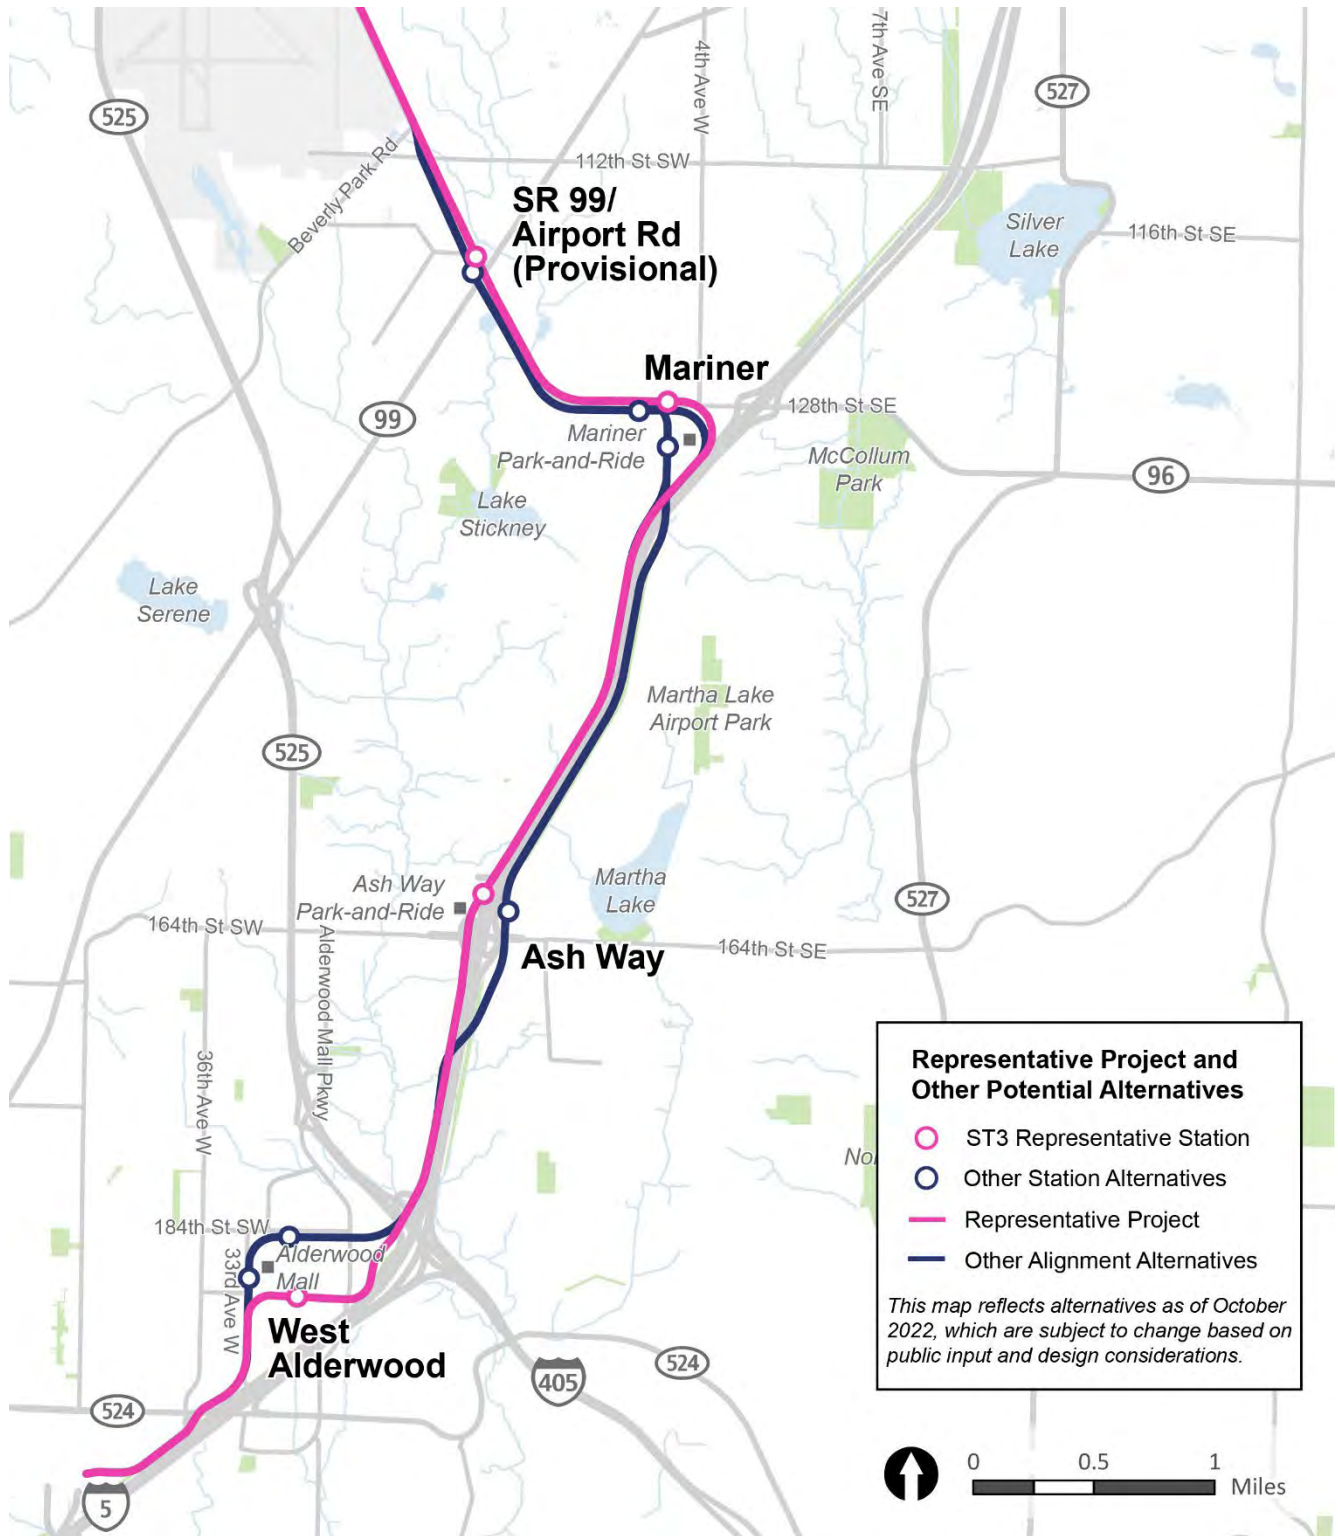 525
4th Ave W
7th Ave SE
527
Beverly Park Rd
112th St SW
SR 99/
Airport Rd
(Provisional)
Silver
Lake
116th St SE
Mariner
99
128th St SE
Mariner
Park-and-Ride
McCollum
Park
96
Lake
Stickney
Lake
Serene
Martha Lake
Airport Park
525
Ash Way
Park-and-Ride
Martha
Lake
527
164th St SW
164th St SE
Ash Way
Alderwood Mall Pkwy
36th Ave W
Representative Project and
Other Potential Alternatives
ST3 Representative Station
Other Station Alternatives
Representative Project
Other Alignment Alternatives
This map reflects alternatives as of October
2022, which are subject to change based on
public input and design considerations.
No
184th St SW
33rd Ave W
Alderwood
Mall
West
Alderwood
524
405
524
5
0 0.5 1
Miles